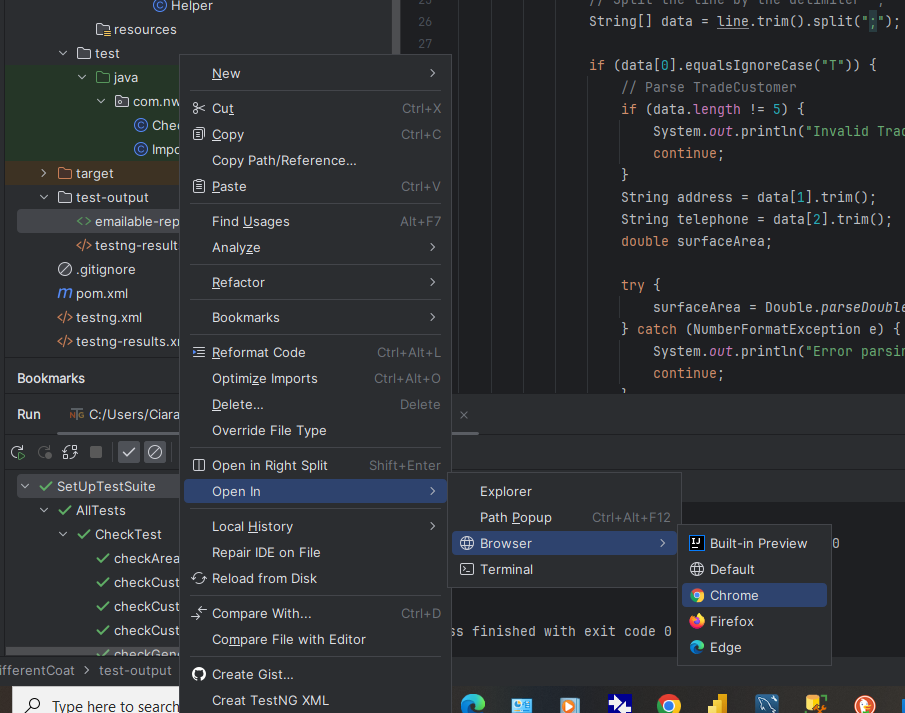 Helper
resources
test
java
com.nw
Chec
Impo
target
test-output
emailable-rep
testng-result
.gitignore
pom.xml
testng.xml
testng-results.xm
Bookmarks
Run
C:/Users/Ciara
SetUpTestSuite
AllTests
CheckTest
checkArea
checkCust
checkCust
checkCust
checkGen
ifferentCoat > test-output
Type here to search
New
Cut Ctrl+X
Copy Ctrl+C
Copy Path/Reference...
Paste Ctrl+V
Find Usages Alt+F7
Analyze
Refactor
Bookmarks
Reformat Code Ctrl+Alt+L
Optimize Imports Ctrl+Alt+O
Delete... Delete
Override File Type
Open in Right Split Shift+Enter
Open In
Local History
Repair IDE on File
Reload from Disk
Compare With... Ctrl+D
Compare File with Editor
Create Gist...
Creat TestNG XML
Explorer
Path Popup Ctrl+Alt+F12
Browser
Terminal
Built-in Preview
Default
Chrome
Firefox
Edge
25 // Split the line by the delimiter ;
26 String[] data = line.trim().split(";");
27
if (data[0].equalsIgnoreCase("T")) {
// Parse TradeCustomer
if (data.length != 5) {
System.out.println("Invalid Trad
continue;
}
String address = data[1].trim();
String telephone = data[2].trim();
double surfaceArea;
try {
surfaceArea = Double.parseDouble
} catch (NumberFormatException e) {
System.out.println("Error parsin
continue;
}
0
ss finished with exit code 0